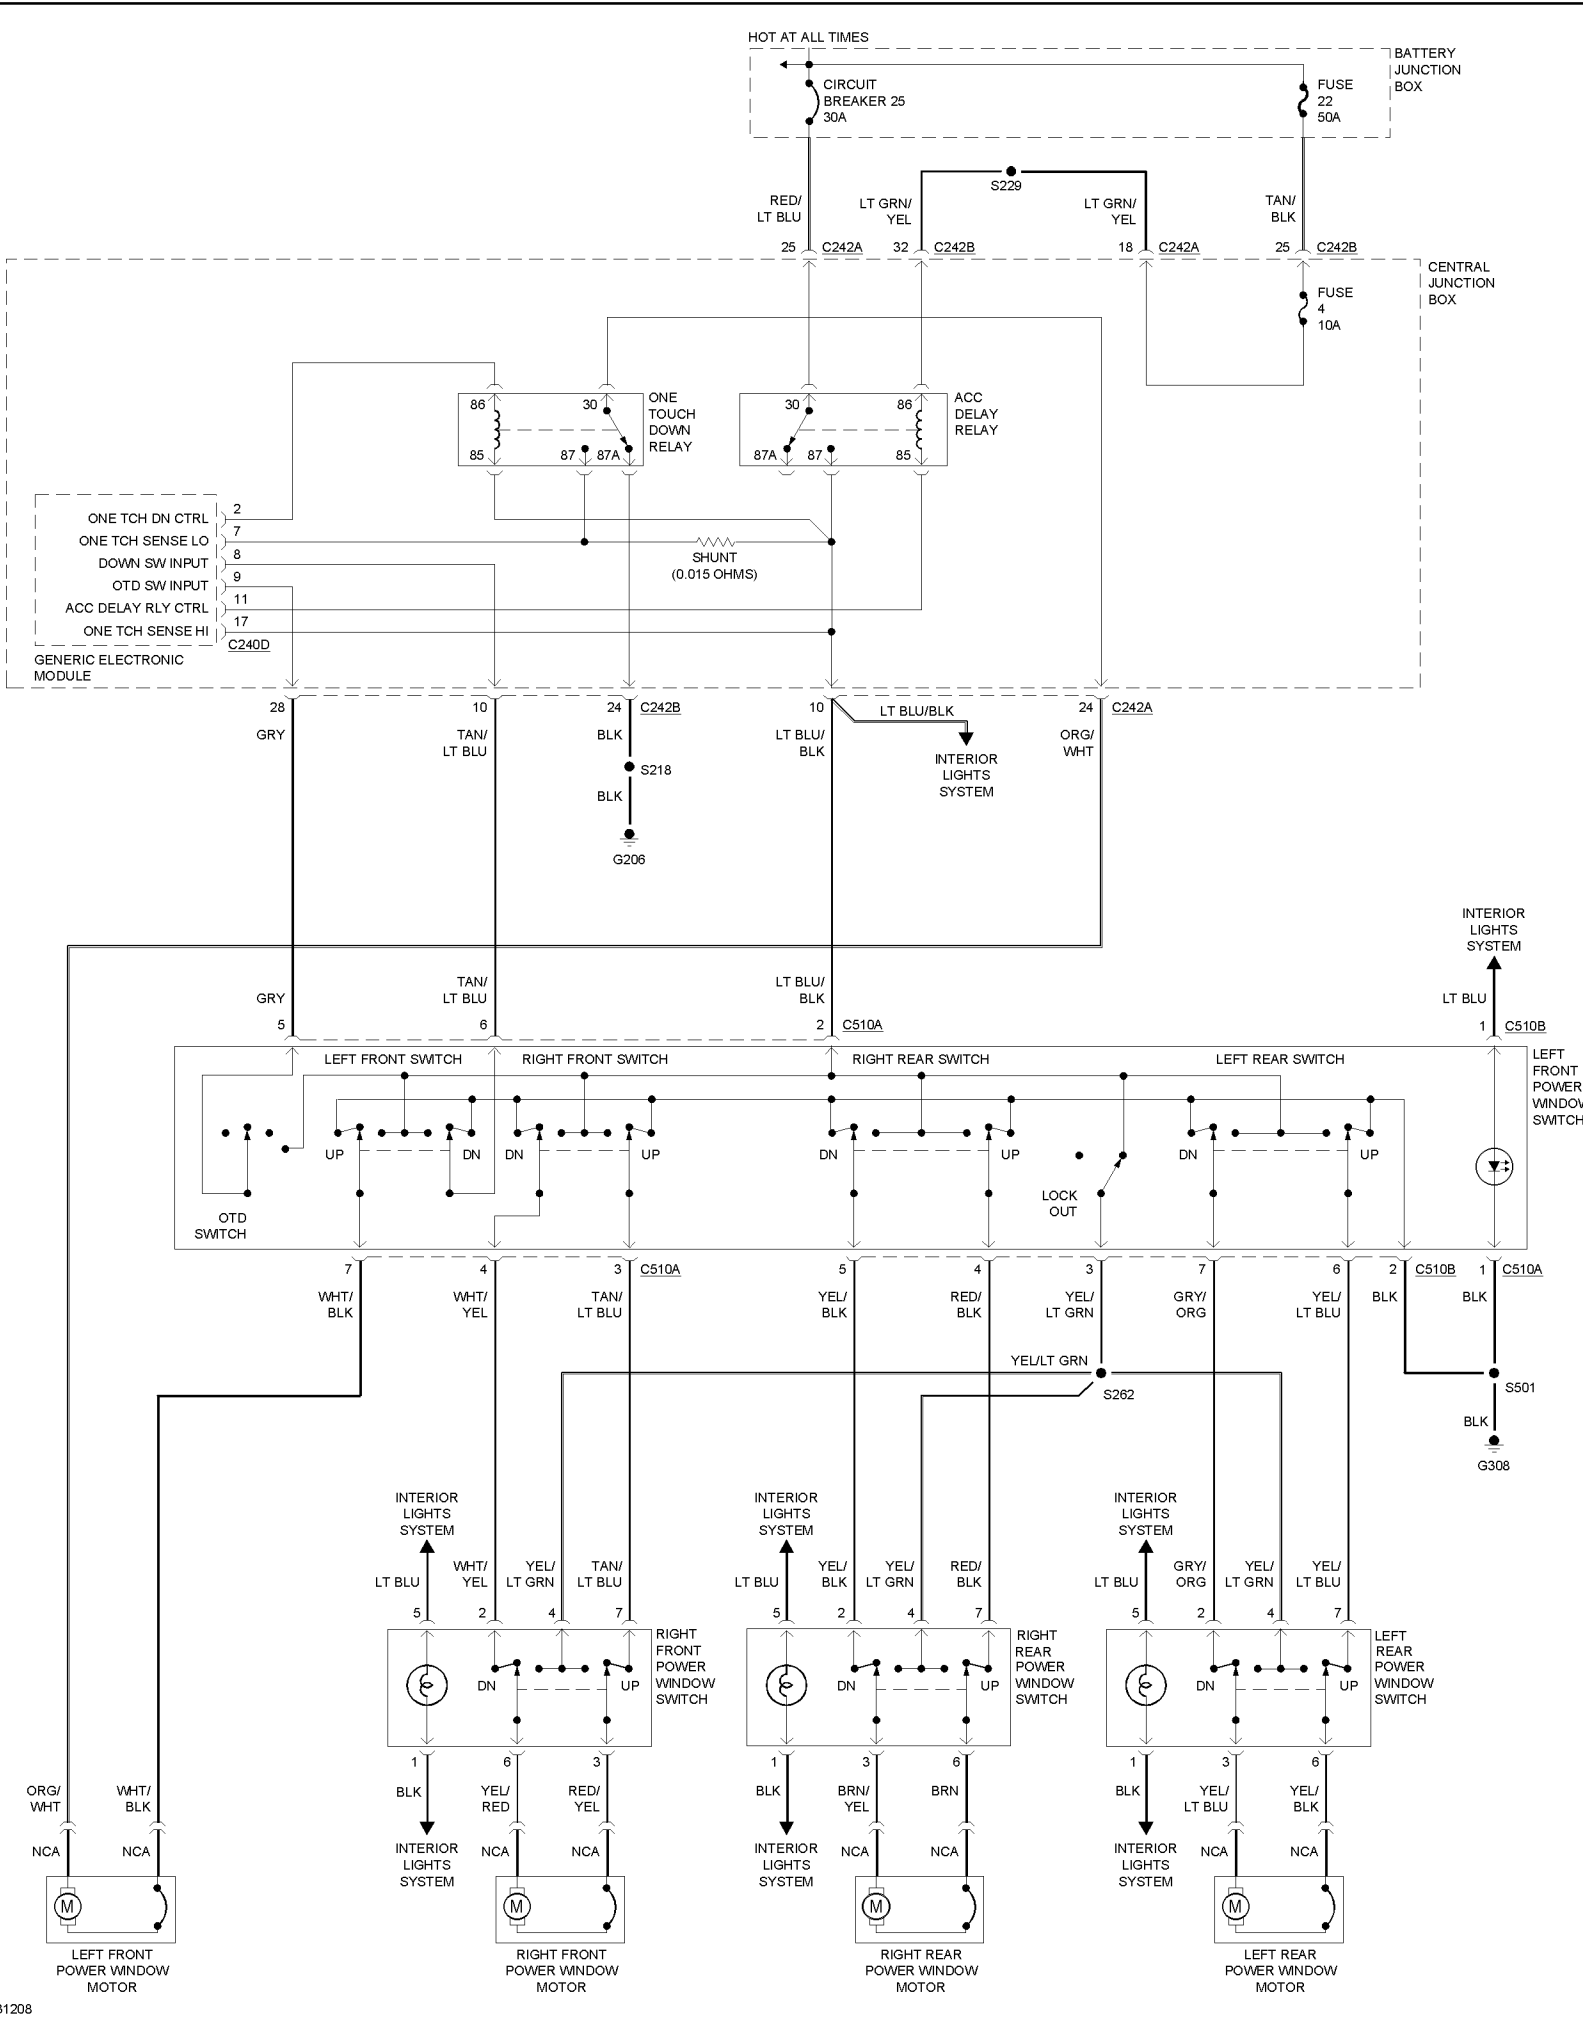 HOT AT ALL TIMES
BATTERY
JUNCTION
BOX
CIRCUIT
BREAKER 25
30A
FUSE
22
50A
S229
RED/
LT BLU
LT GRN/
YEL
LT GRN/
YEL
TAN/
BLK
25 C242A
32 C242B
18 C242A
25 C242B
CENTRAL
JUNCTION
BOX
FUSE
4
10A
86
30
85
87
87A
ONE
TOUCH
DOWN
RELAY
30
86
87A
87
85
ACC
DELAY
RELAY
ONE TCH DN CTRL 2
ONE TCH SENSE LO 7
DOWN SW INPUT 8
OTD SW INPUT 9
ACC DELAY RLY CTRL 11
ONE TCH SENSE HI 17
C240D
GENERIC ELECTRONIC
MODULE
SHUNT
(0.015 OHMS)
28
10
24 C242B
10
24 C242A
GRY
TAN/
LT BLU
BLK
LT BLU/
BLK
LT BLU/BLK
ORG/
WHT
S218
BLK
G206
INTERIOR
LIGHTS
SYSTEM
INTERIOR
LIGHTS
SYSTEM
GRY
TAN/
LT BLU
LT BLU/
BLK
LT BLU
5
6
2 C510A
1 C510B
LEFT FRONT SWITCH
RIGHT FRONT SWITCH
RIGHT REAR SWITCH
LEFT REAR SWITCH
LEFT
FRONT
POWER
WINDOW
SWITCH
UP
DN
DN
UP
DN
UP
DN
UP
LOCK
OUT
OTD
SWITCH
7
4
3 C510A
5
4
3
7
6
2 C510B
1 C510A
WHT/
BLK
WHT/
YEL
TAN/
LT BLU
YEL/
BLK
RED/
BLK
YEL/
LT GRN
GRY/
ORG
YEL/
LT BLU
BLK
BLK
YEL/LT GRN
S262
S501
BLK
G308
INTERIOR
LIGHTS
SYSTEM
INTERIOR
LIGHTS
SYSTEM
INTERIOR
LIGHTS
SYSTEM
LT BLU
WHT/
YEL
YEL/
LT GRN
TAN/
LT BLU
LT BLU
YEL/
BLK
YEL/
LT GRN
RED/
BLK
LT BLU
GRY/
ORG
YEL/
LT GRN
YEL/
LT BLU
5
2
4
7
5
2
4
7
5
2
4
7
RIGHT
FRONT
POWER
WINDOW
SWITCH
RIGHT
REAR
POWER
WINDOW
SWITCH
LEFT
REAR
POWER
WINDOW
SWITCH
DN
UP
DN
UP
DN
UP
1
6
3
1
3
6
1
3
6
ORG/
WHT
WHT/
BLK
BLK
YEL/
RED
RED/
YEL
BLK
BRN/
YEL
BRN
BLK
YEL/
LT BLU
YEL/
BLK
INTERIOR
LIGHTS
SYSTEM
INTERIOR
LIGHTS
SYSTEM
INTERIOR
LIGHTS
SYSTEM
NCA
NCA
NCA
NCA
NCA
NCA
NCA
NCA
M
M
M
M
LEFT FRONT
POWER WINDOW
MOTOR
RIGHT FRONT
POWER WINDOW
MOTOR
RIGHT REAR
POWER WINDOW
MOTOR
LEFT REAR
POWER WINDOW
MOTOR
31208